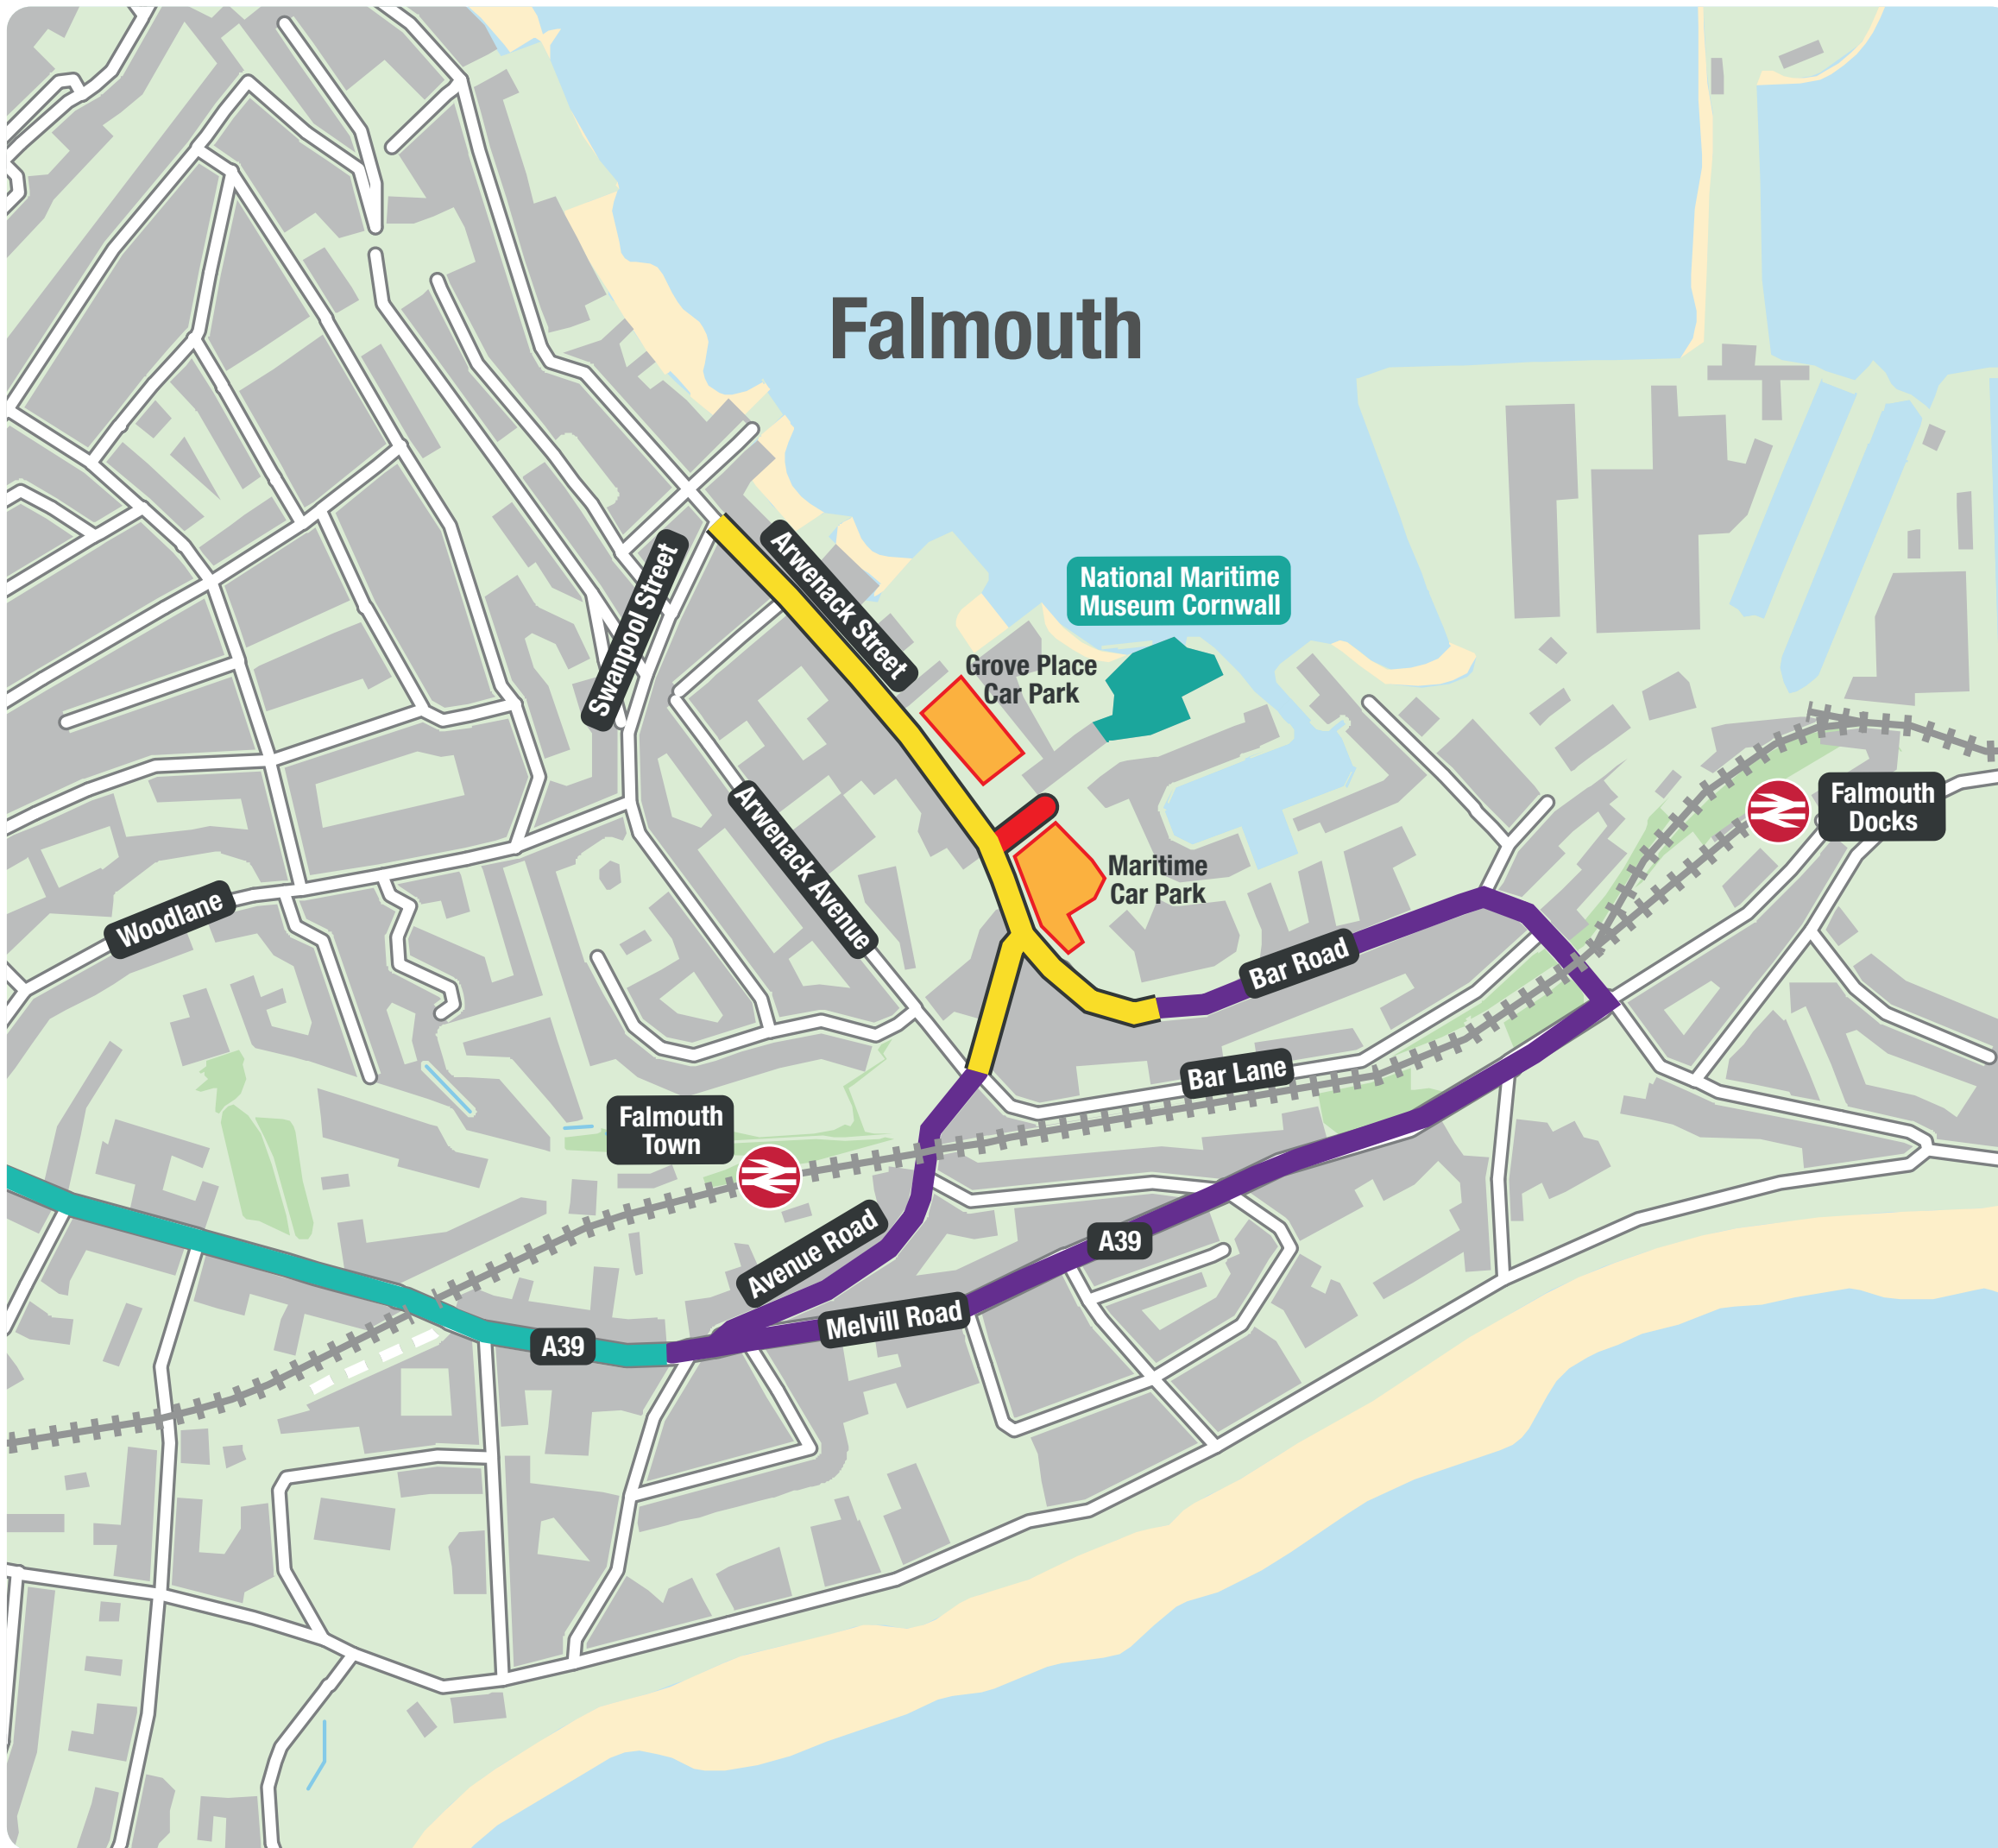 Falmouth
Swanpool Street
Arwenack Street
National Maritime
Museum Cornwall
Grove Place
Car Park
Falmouth
Docks
Arwenack Avenue
Maritime
Car Park
Woodlane
Bar Road
Bar Lane
Falmouth
Town
Avenue Road
A39
Melvill Road
A39